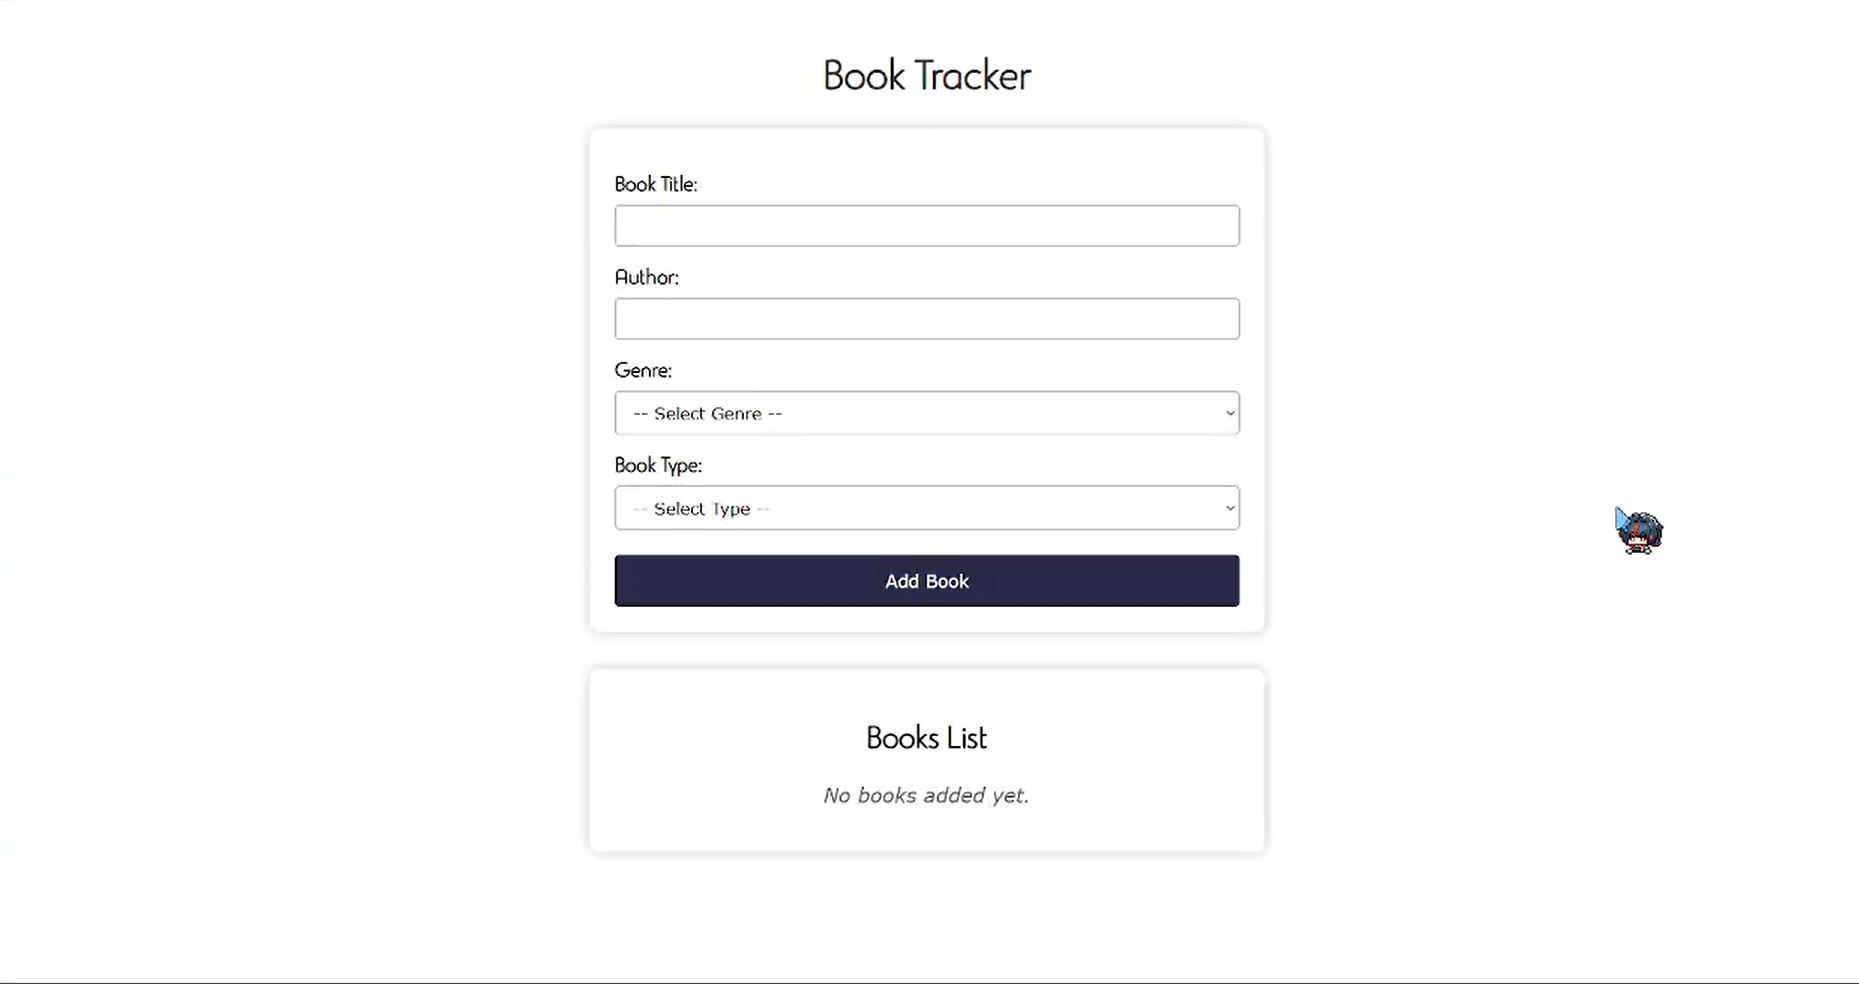 Book Tracker
Book Title:
Author:
Genre:
-- Select Genre --
Book Type:
-- Select Type --
Add Book
Books List
No books added yet.